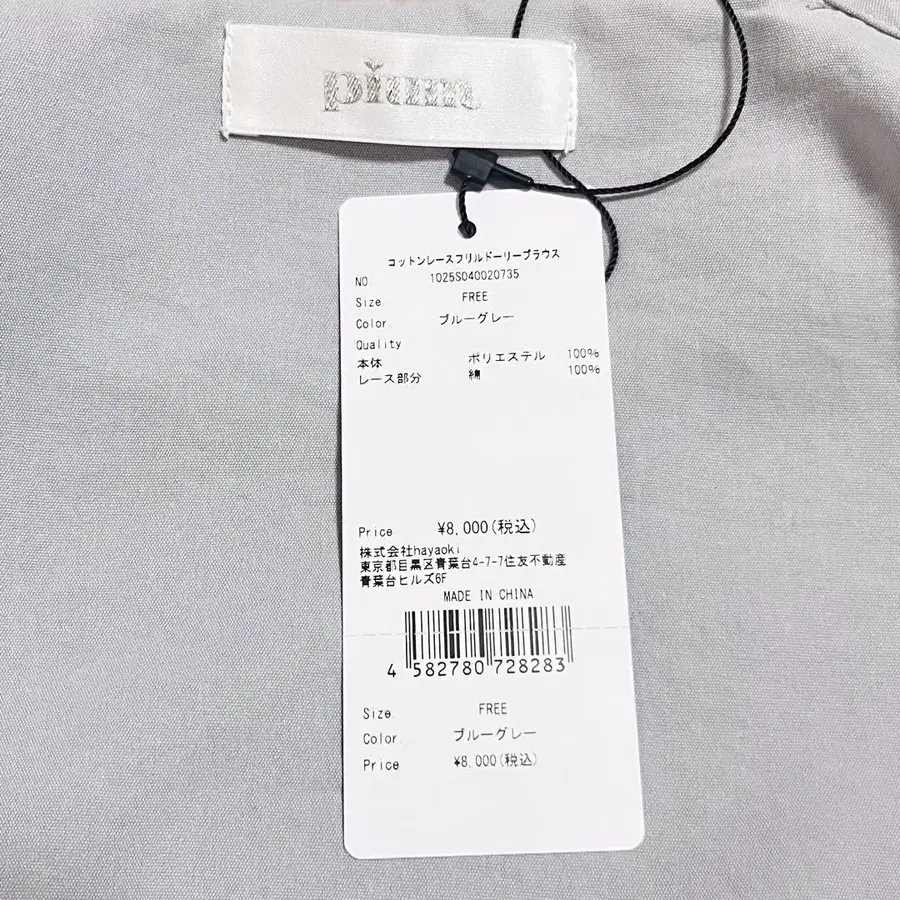 pium
コットンレースフリルドーリーブラウス
NO. 1025S040020735
Size. FREE
Color. ブルーグレー
Quality
本体 ポリエステル 100%
レース部分 綿 100%
Price ¥8,000(税込)
株式会社hayaoki
東京都目黒区青葉台4-7-7住友不動産
青葉台ヒルズ6F
MADE IN CHINA
4 582780 728283
Size. FREE
Color. ブルーグレー
Price ¥8,000(税込)